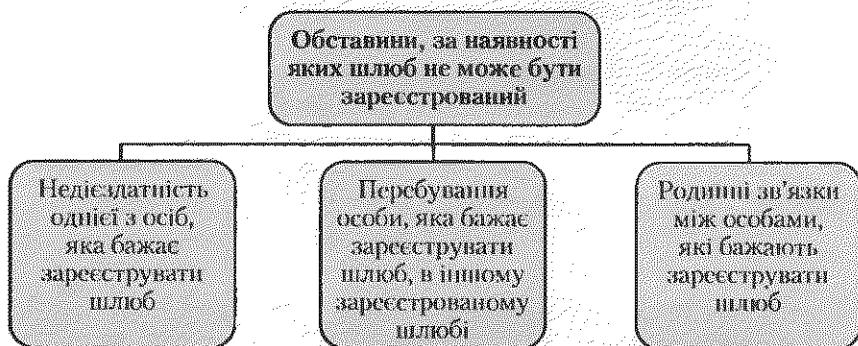 Обставини, за наявності
яких шлюб не може бути
зареєстрований
Недієздатність
однієї з осіб,
яка бажає
зареєструвати
шлюб
Перебування
особи, яка бажає
зареєструвати
шлюб, в іншому
зареєстрованому
шлюбі
Родинні зв'язки
між особами,
які бажають
зареєструвати
шлюб